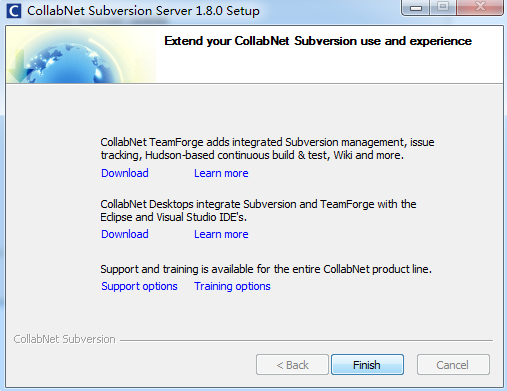 C CollabNet Subversion Server 1.8.0 Setup
Extend your CollabNet Subversion use and experience
CollabNet TeamForge adds integrated Subversion management, issue
tracking, Hudson-based continuous build & test, Wiki and more.
Download Learn more
CollabNet Desktops integrate Subversion and TeamForge with the
Eclipse and Visual Studio IDE's.
Download Learn more
Support and training is available for the entire CollabNet product line.
Support options Training options
CollabNet Subversion
< Back Finish Cancel